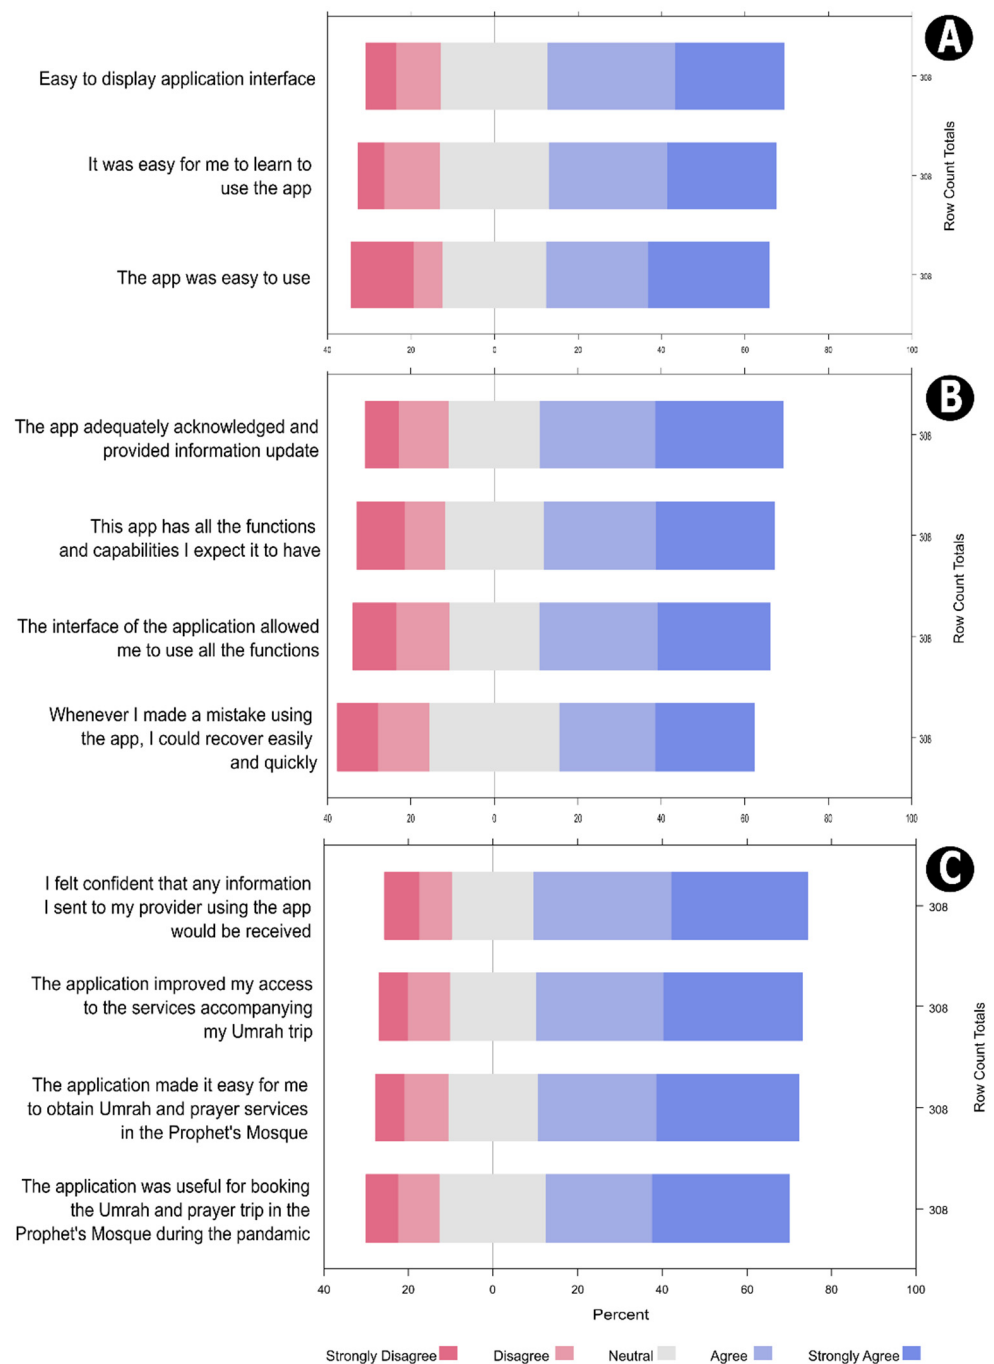 A
Easy to display application interface
308
It was easy for me to learn to
use the app
308
The app was easy to use
308
Row Count Totals
40 20 0 20 40 60 80 100
B
The app adequately acknowledged and
provided information update
308
This app has all the functions
and capabilities I expect it to have
308
The interface of the application allowed
me to use all the functions
308
Whenever I made a mistake using
the app, I could recover easily
and quickly
308
Row Count Totals
40 20 0 20 40 60 80 100
C
I felt confident that any information
I sent to my provider using the app
would be received
308
The application improved my access
to the services accompanying
my Umrah trip
308
The application made it easy for me
to obtain Umrah and prayer services
in the Prophet's Mosque
308
The application was useful for booking
the Umrah and prayer trip in the
Prophet's Mosque during the pandamic
308
Row Count Totals
40 20 0 20 40 60 80 100
Percent
Strongly Disagree Disagree Neutral Agree Strongly Agree